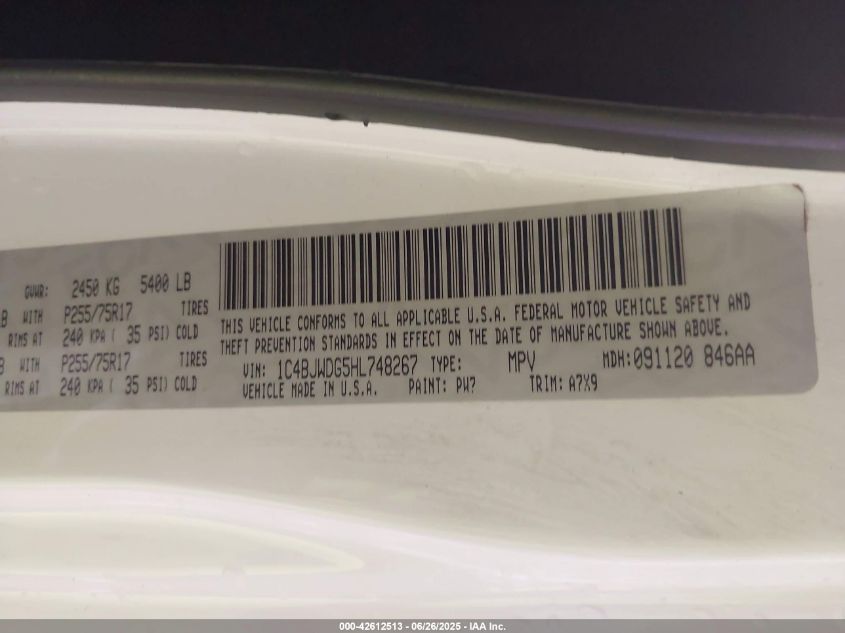 GVWR: 2450 KG 5400 LB
B WITH P255/75R17 TIRES
RIMS AT 240 KPA ( 35 PSI) COLD
B WITH P255/75R17 TIRES
RIMS AT 240 KPA ( 35 PSI) COLD
THIS VEHICLE CONFORMS TO ALL APPLICABLE U.S.A. FEDERAL MOTOR VEHICLE SAFETY AND
THEFT PREVENTION STANDARDS IN EFFECT ON THE DATE OF MANUFACTURE SHOWN ABOVE.
VIN: 1C4BJWDG5HL748267 TYPE: MPV MDH:091120 846AA
VEHICLE MADE IN U.S.A. PAINT: PW7 TRIM: A7X9
000-42612513 - 06/26/2025 - IAA Inc.